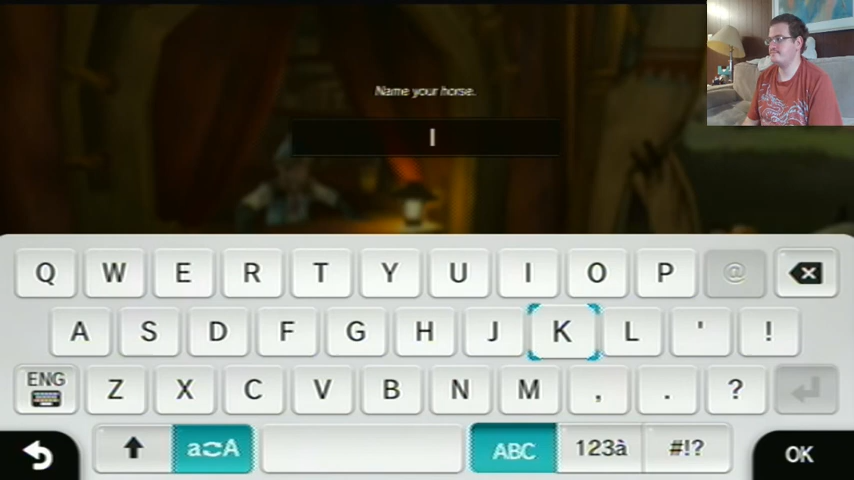 Name your horse.
Q W E R T Y U I O P @
A S D F G H J K L ' !
ENG Z X C V B N M , . ?
a A ABC 123à #!? OK